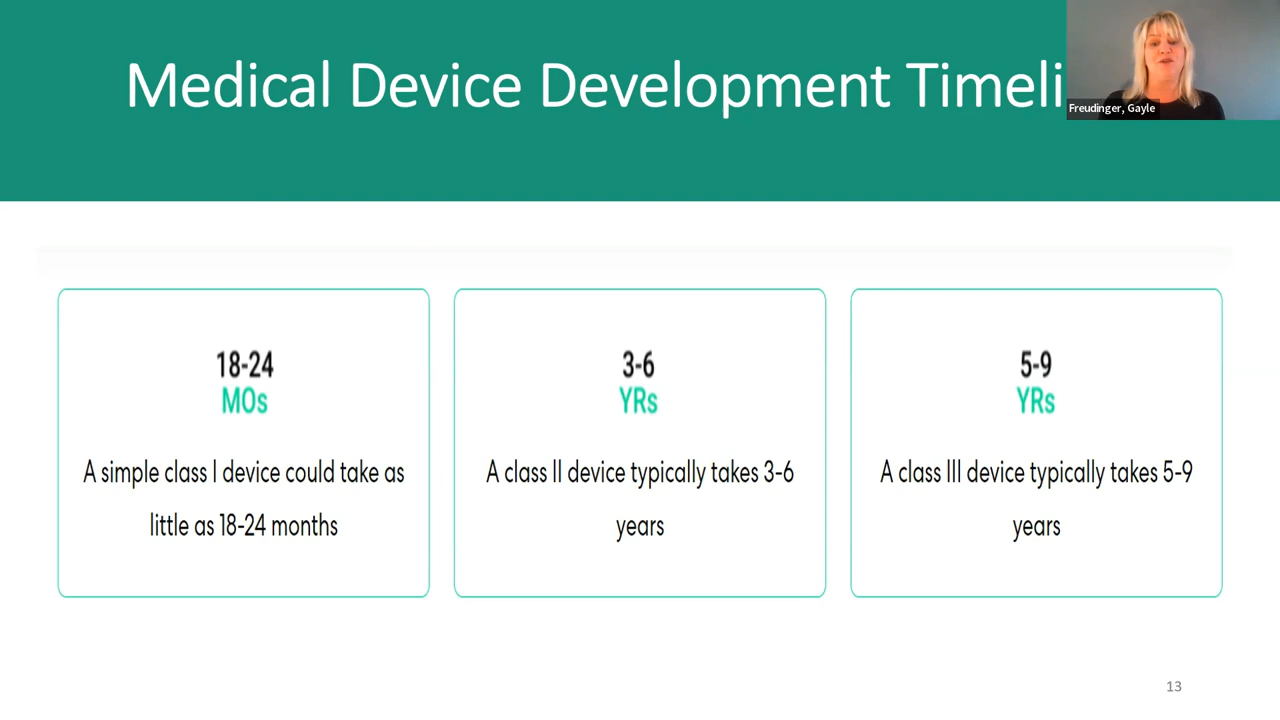 Medical Device Development Timeli
Freudinger, Gayle
18-24
MOs
A simple class I device could take as
little as 18-24 months
3-6
YRs
A class II device typically takes 3-6
years
5-9
YRs
A class III device typically takes 5-9
years
13